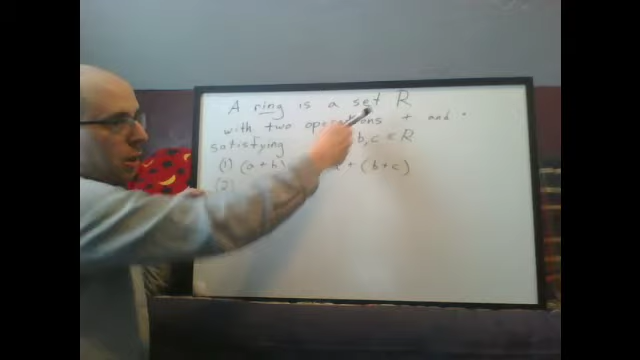 A ring is a set R
with two operations + and ·
satisfying b, c ∈ R
(1) (a + b) + (b + c)
(2)